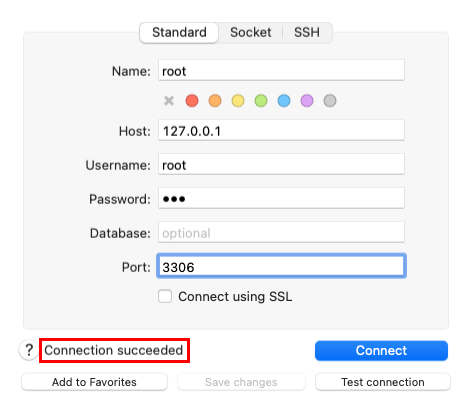 Standard Socket SSH
Name: root
Host: 127.0.0.1
Username: root
Password: •••
Database: optional
Port: 3306
Connect using SSL
? Connection succeeded Connect
Add to Favorites Save changes Test connection